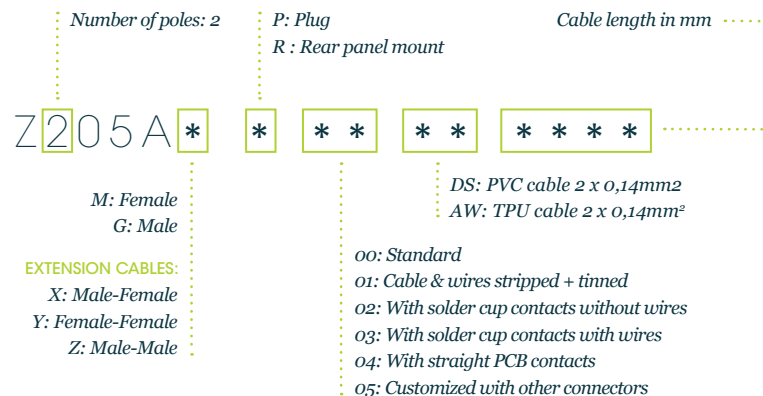 Number of poles: 2
P: Plug
R : Rear panel mount
Cable length in mm
Z205A* * ** ** ****
M: Female
G: Male
EXTENSION CABLES:
X: Male-Female
Y: Female-Female
Z: Male-Male
DS: PVC cable 2 x 0,14mm2
AW: TPU cable 2 x 0,14mm²
00: Standard
01: Cable & wires stripped + tinned
02: With solder cup contacts without wires
03: With solder cup contacts with wires
04: With straight PCB contacts
05: Customized with other connectors